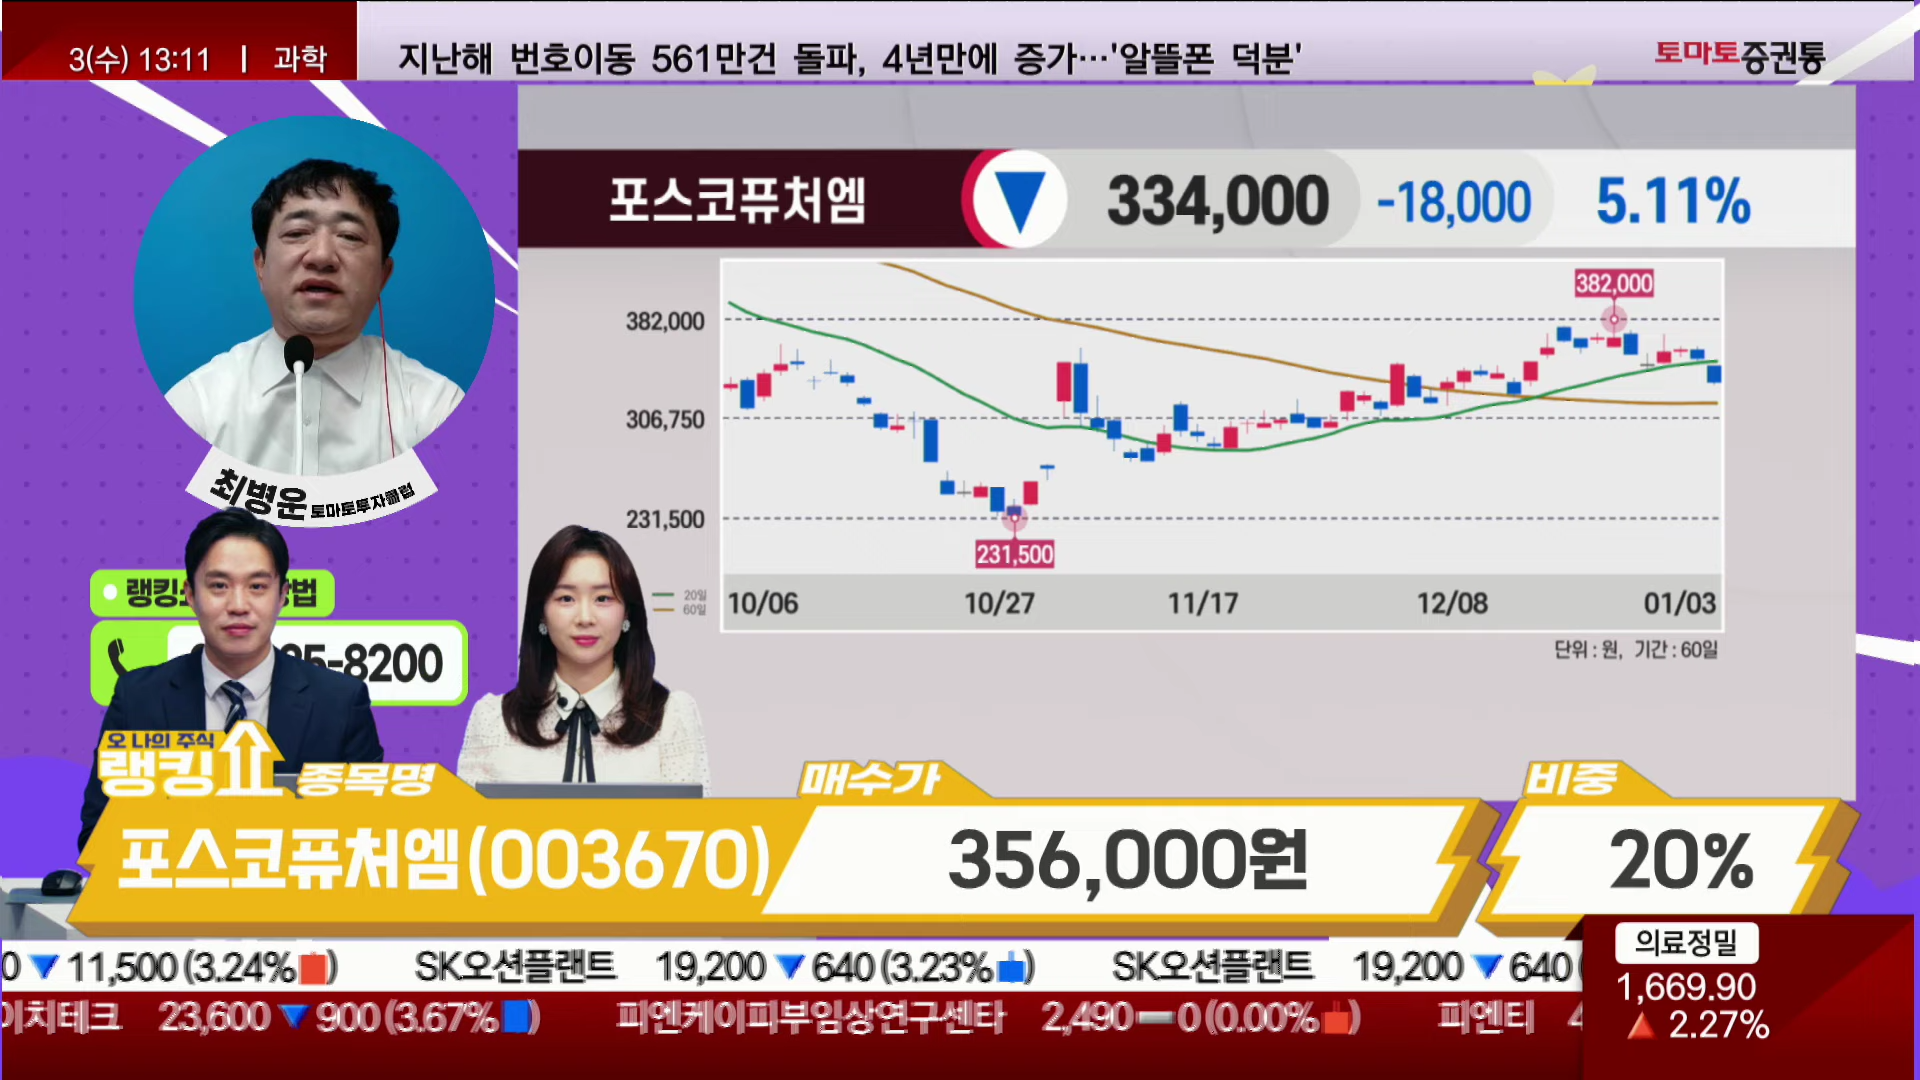 3(수) 13:11 | 과학
지난해 번호이동 561만건 돌파, 4년만에 증가…'알뜰폰 덕분'
토마토증권통
포스코퓨처엠 ▼ 334,000 -18,000 5.11%
382,000
382,000
306,750
231,500
231,500
20일
60일
10/06 10/27 11/17 12/08 01/03
단위 : 원, 기간 : 60일
최병운 토마토투자클럽
랭킹
5-8200
오 나의 주식
랭킹 종목명
매수가
비중
포스코퓨처엠(003670)
356,000원
20%
0 ▼ 11,500 (3.24%) SK오션플랜트 19,200 ▼ 640 (3.23%) SK오션플랜트 19,200 ▼ 640 (
이치테크 23,600 ▼ 900 (3.67%) 피엔케이피부임상연구센타 2,490 0 (0.00%) 피엔티 4
의료정밀
1,669.90
▲ 2.27%